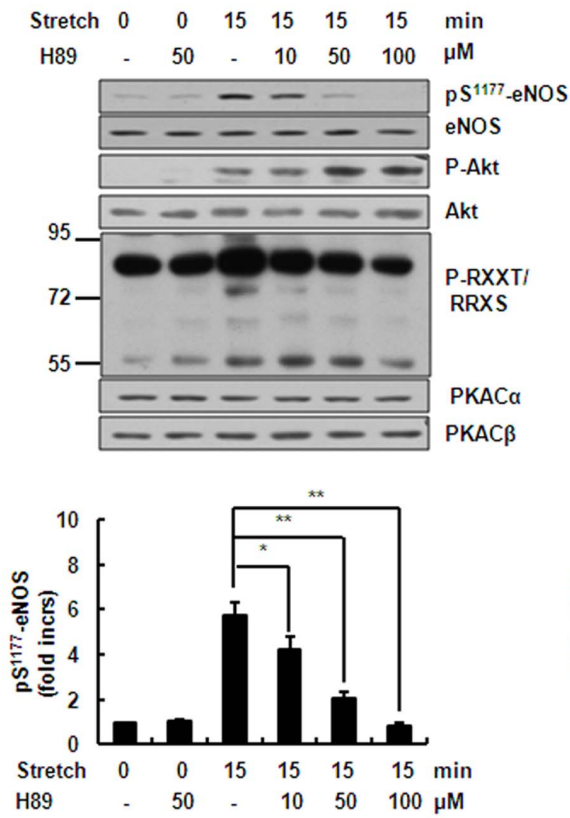 Stretch 0 0 15 15 15 15 min
H89 - 50 - 10 50 100 μM
pS¹¹⁷⁷-eNOS
eNOS
P-Akt
Akt
95
72
55
P-RXXT/
RRXS
PKACα
PKACβ
pS¹¹⁷⁷-eNOS
(fold incrs)
10
8
6
4
2
0
**
**
*
Stretch 0 0 15 15 15 15 min
H89 - 50 - 10 50 100 μM